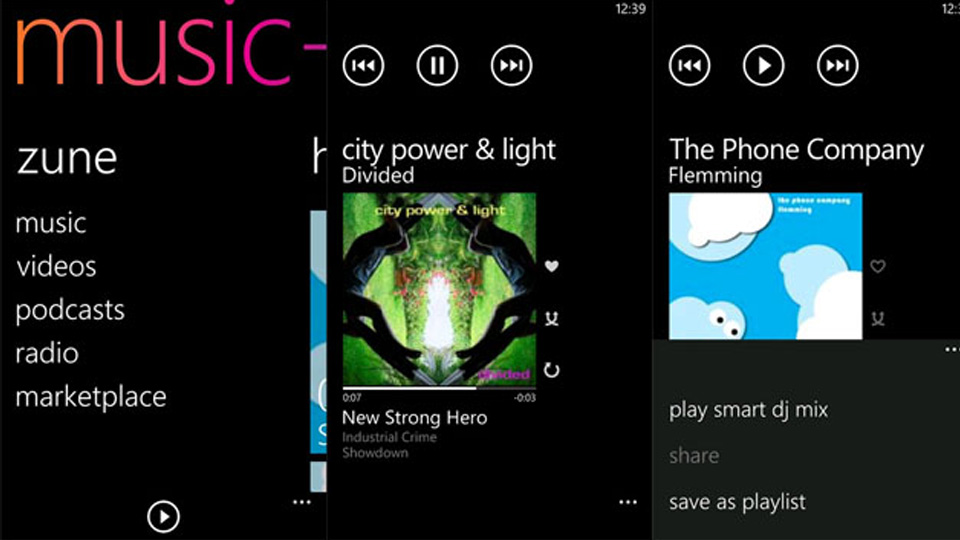 music
zune
music
videos
podcasts
radio
marketplace
12:39
city power & light
Divided
city power & light
divided
0:07
-0:03
New Strong Hero
Industrial Crime
Showdown
The Phone Company
Flemming
the phone company
flemming
play smart dj mix
share
save as playlist